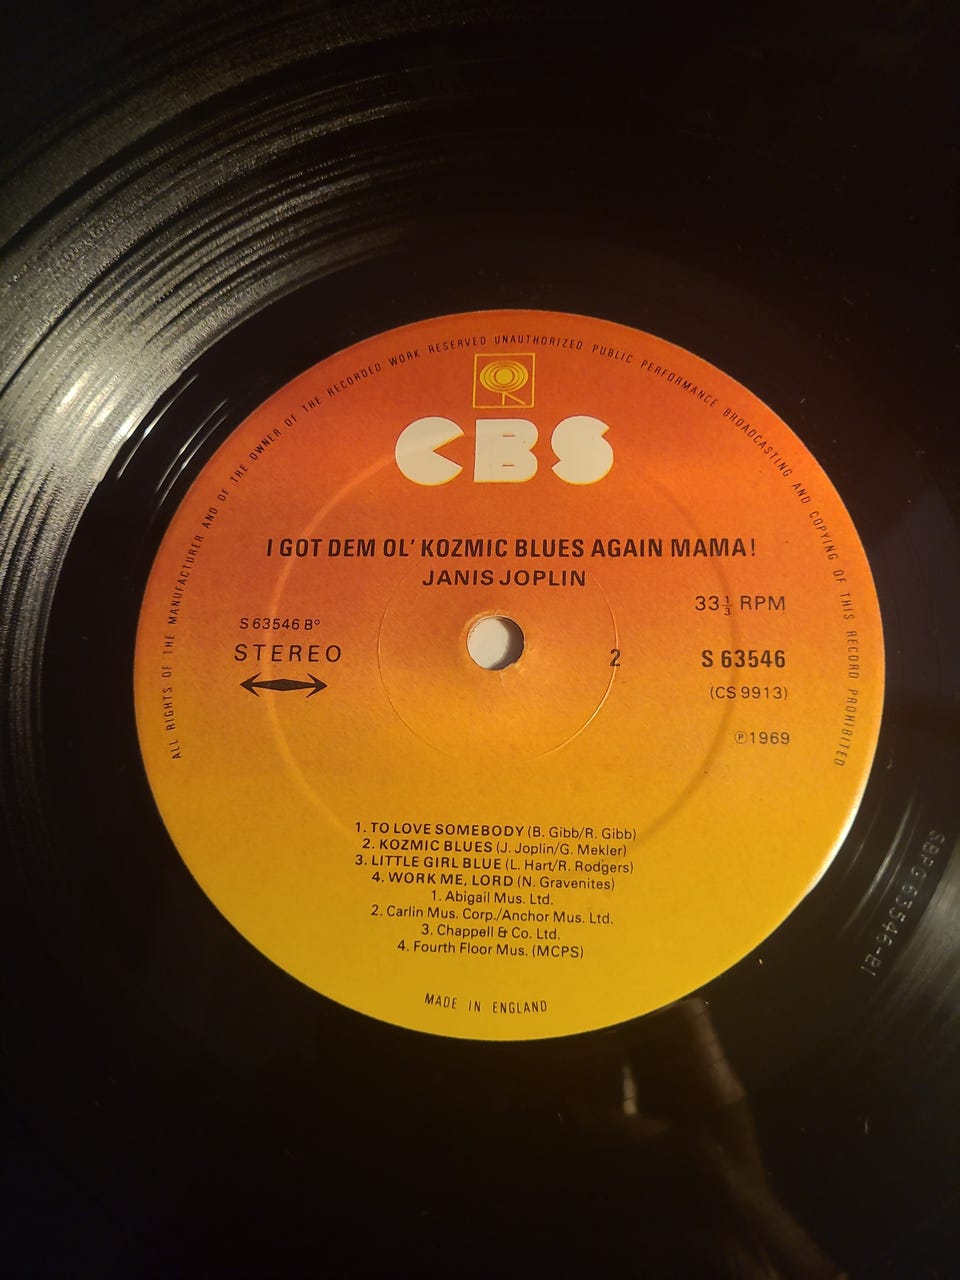 ALL RIGHTS OF THE MANUFACTURER AND OF THE OWNER OF THE RECORDED WORK RESERVED UNAUTHORIZED PUBLIC PERFORMANCE BROADCASTING AND COPYING OF THIS RECORD PROHIBITED
CBS
I GOT DEM OL' KOZMIC BLUES AGAIN MAMA!
JANIS JOPLIN
33⅓ RPM
S 63546 Bº
STEREO
2
S 63546
(CS 9913)
℗1969
1. TO LOVE SOMEBODY (B. Gibb/R. Gibb)
2. KOZMIC BLUES (J. Joplin/G. Mekler)
3. LITTLE GIRL BLUE (L. Hart/R. Rodgers)
4. WORK ME, LORD (N. Gravenites)
1. Abigail Mus. Ltd.
2. Carlin Mus. Corp./Anchor Mus. Ltd.
3. Chappell & Co. Ltd.
4. Fourth Floor Mus. (MCPS)
MADE IN ENGLAND
SBPG 63546-B1